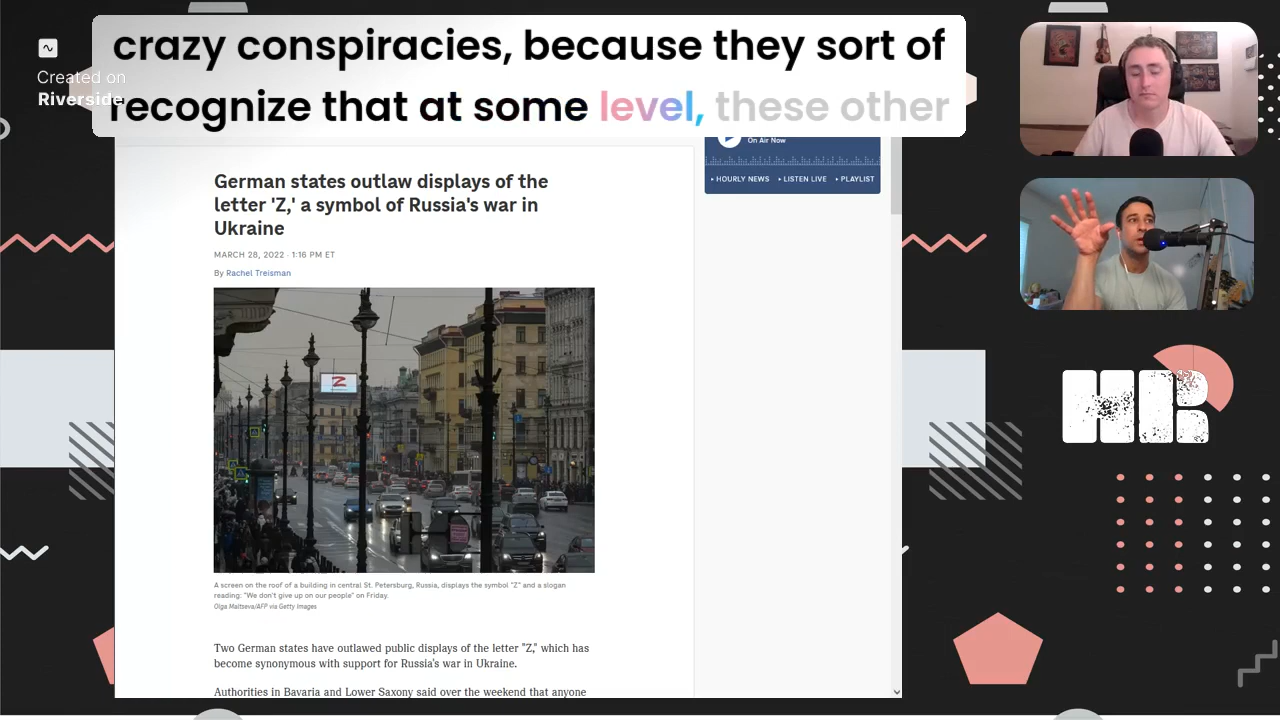 crazy conspiracies, because they sort of
recognize that at some level, these other
Created on
Riverside
On Air Now
HOURLY NEWS
LISTEN LIVE
PLAYLIST
German states outlaw displays of the
letter 'Z,' a symbol of Russia's war in
Ukraine
MARCH 28, 2022 · 1:16 PM ET
By Rachel Treisman
Z
A screen on the roof of a building in central St. Petersburg, Russia, displays the symbol "Z" and a slogan
reading: "We don't give up on our people" on Friday.
Olga Maltseva/AFP via Getty Images
Two German states have outlawed public displays of the letter "Z," which has
become synonymous with support for Russia's war in Ukraine.
Authorities in Bavaria and Lower Saxony said over the weekend that anyone
HR